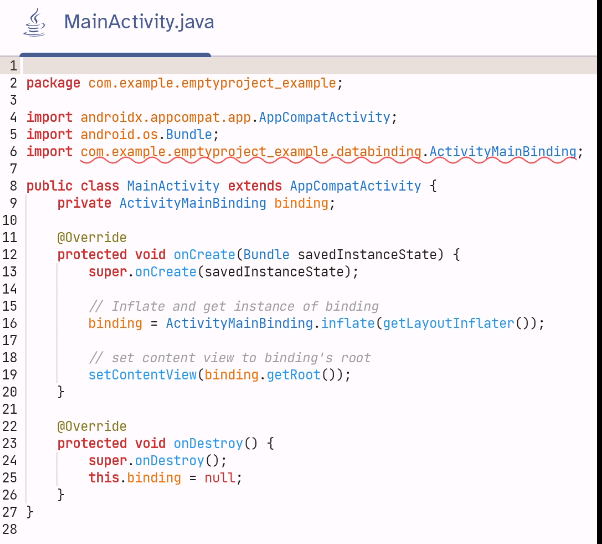 MainActivity.java
1
2 package com.example.emptyproject_example;
3
4 import androidx.appcompat.app.AppCompatActivity;
5 import android.os.Bundle;
6 import com.example.emptyproject_example.databinding.ActivityMainBinding;
7
8 public class MainActivity extends AppCompatActivity {
9     private ActivityMainBinding binding;
10
11     @Override
12     protected void onCreate(Bundle savedInstanceState) {
13         super.onCreate(savedInstanceState);
14
15         // Inflate and get instance of binding
16         binding = ActivityMainBinding.inflate(getLayoutInflater());
17
18         // set content view to binding's root
19         setContentView(binding.getRoot());
20     }
21
22     @Override
23     protected void onDestroy() {
24         super.onDestroy();
25         this.binding = null;
26     }
27 }
28